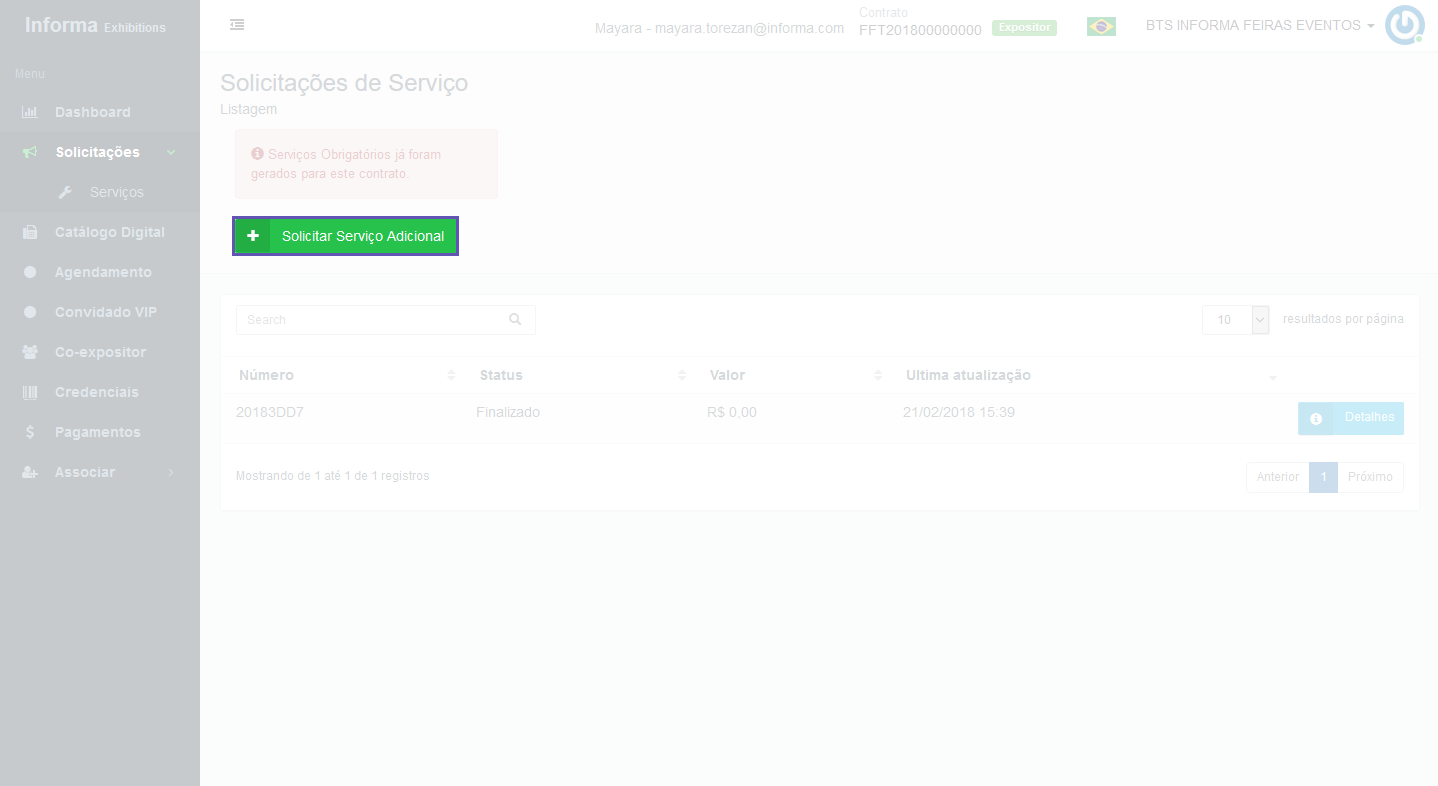 Informa Exhibitions
Mayara - mayara.torezan@informa.com
Contrato
FFT201800000000
Expositor
BTS INFORMA FEIRAS EVENTOS
Menu
Dashboard
Solicitações
Serviços
Catálogo Digital
Agendamento
Convidado VIP
Co-expositor
Credenciais
Pagamentos
Associar
Solicitações de Serviço
Listagem
Serviços Obrigatórios já foram
gerados para este contrato.
Solicitar Serviço Adicional
Search
10 resultados por página
Número Status Valor Ultima atualização
20183DD7 Finalizado R$ 0,00 21/02/2018 15:39 Detalhes
Mostrando de 1 até 1 de 1 registros
Anterior 1 Próximo